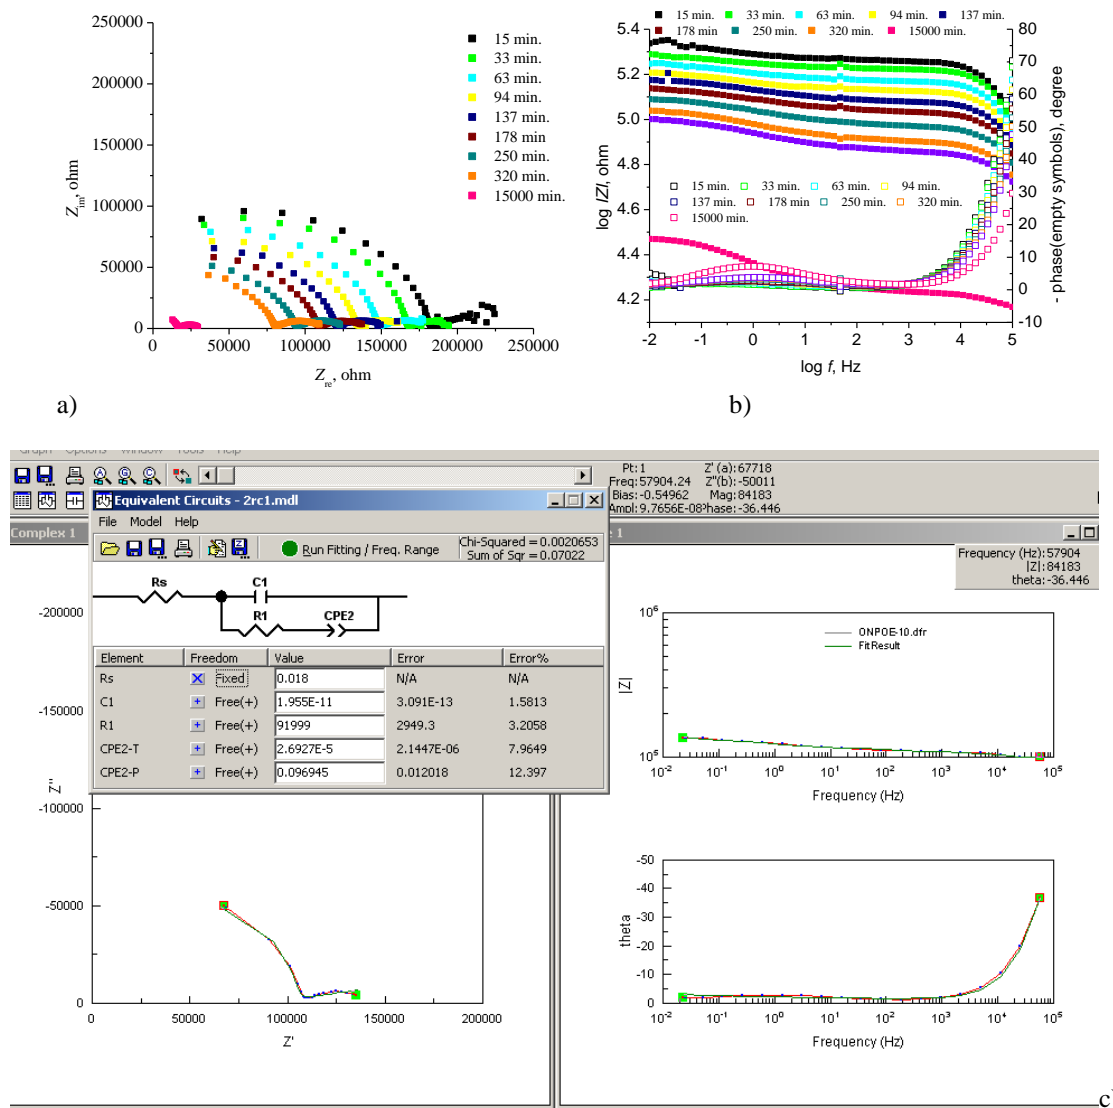 250000
200000
150000
100000
50000
0
Z_im, ohm
0 50000 100000 150000 200000 250000
Z_re, ohm
15 min.
33 min.
63 min.
94 min.
137 min.
178 min.
250 min.
320 min.
15000 min.
a)
15 min. 33 min. 63 min. 94 min. 137 min.
178 min 250 min. 320 min. 15000 min.
5.4
5.2
5.0
4.8
4.6
4.4
4.2
log |Z|, ohm
15 min. 33 min. 63 min. 94 min.
137 min. 178 min 250 min. 320 min.
15000 min.
80
70
60
50
40
30
20
10
0
-10
- phase(empty symbols), degree
-2 -1 0 1 2 3 4 5
log f, Hz
b)
Graph Options Window Tools Help
Pt:1 Z' (a):67718
Freq:57904.24 Z"(b):-50011
Bias:-0.54962 Mag:84183
Ampl:9.7656E-08 Phase:-36.446
Equivalent Circuits - 2rc1.mdl
File Model Help
Run Fitting / Freq. Range
Chi-Squared = 0.0020653
Sum of Sqr = 0.07022
Rs C1
R1 CPE2
Element Freedom Value Error Error%
Rs Fixed 0.018 N/A N/A
C1 Free(+) 1.955E-11 3.091E-13 1.5813
R1 Free(+) 91999 2949.3 3.2058
CPE2-T Free(+) 2.6927E-5 2.1447E-06 7.9649
CPE2-P Free(+) 0.096945 0.012018 12.397
Complex 1
-200000
-150000
-100000
-50000
0
Z''
0 50000 100000 150000 200000
Z'
1
Frequency (Hz):57904
|Z|:84183
theta:-36.446
10^6
10^5
|Z|
ONPOE-10.dfr
FitResult
10^-2 10^-1 10^0 10^1 10^2 10^3 10^4 10^5
Frequency (Hz)
-50
-40
-30
-20
-10
0
theta
10^-2 10^-1 10^0 10^1 10^2 10^3 10^4 10^5
Frequency (Hz)
c)